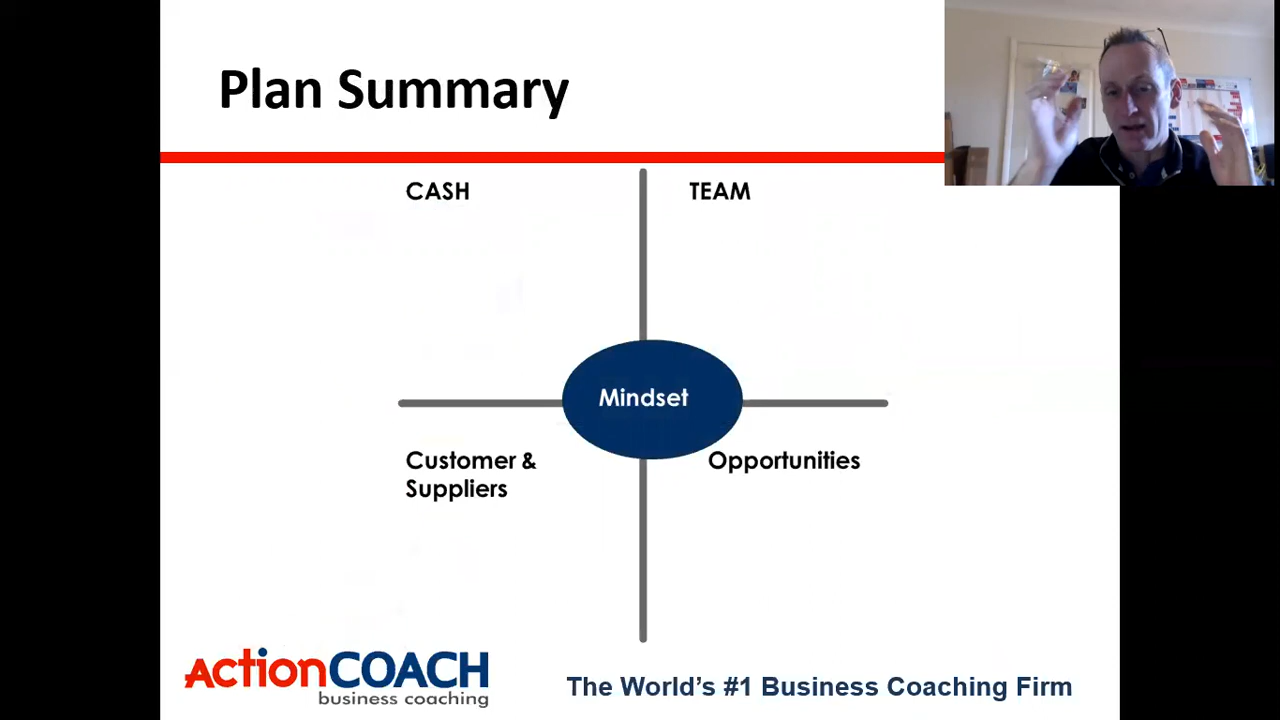 Plan Summary
CASH
TEAM
Mindset
Customer &
Suppliers
Opportunities
ActionCOACH
business coaching
The World's #1 Business Coaching Firm